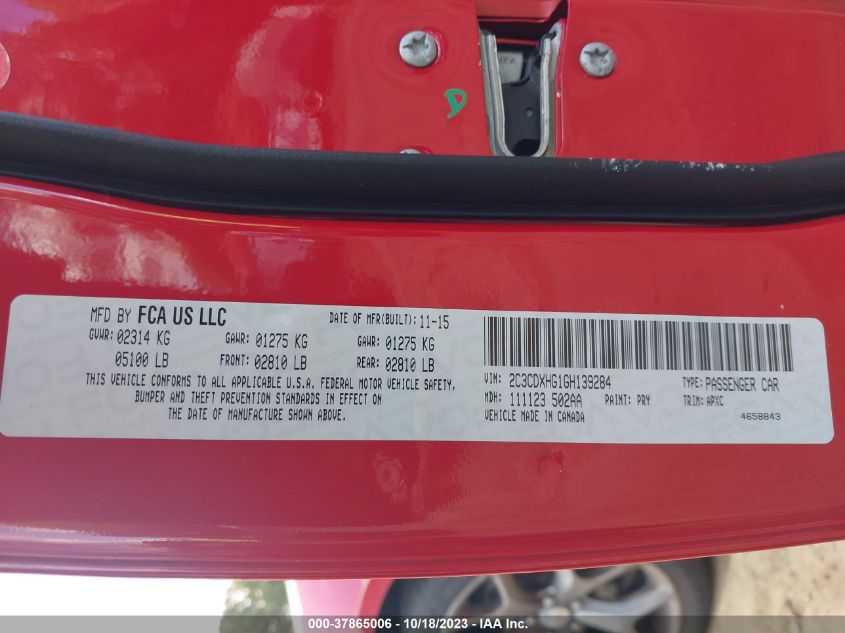 MFD BY FCA US LLC
DATE OF MFR(BUILT): 11-15
GVWR: 02314 KG GAWR: 01275 KG GAWR: 01275 KG
05100 LB FRONT: 02810 LB REAR: 02810 LB
THIS VEHICLE CONFORMS TO ALL APPLICABLE U.S.A. FEDERAL MOTOR VEHICLE SAFETY,
BUMPER AND THEFT PREVENTION STANDARDS IN EFFECT ON
THE DATE OF MANUFACTURE SHOWN ABOVE.
VIN: 2C3CDXHG1GH139284 TYPE: PASSENGER CAR
MDH: 111123 502AA PAINT: PRY TRIM: APXC
VEHICLE MADE IN CANADA 4658843
000-37865006 - 10/18/2023 - IAAI.COM